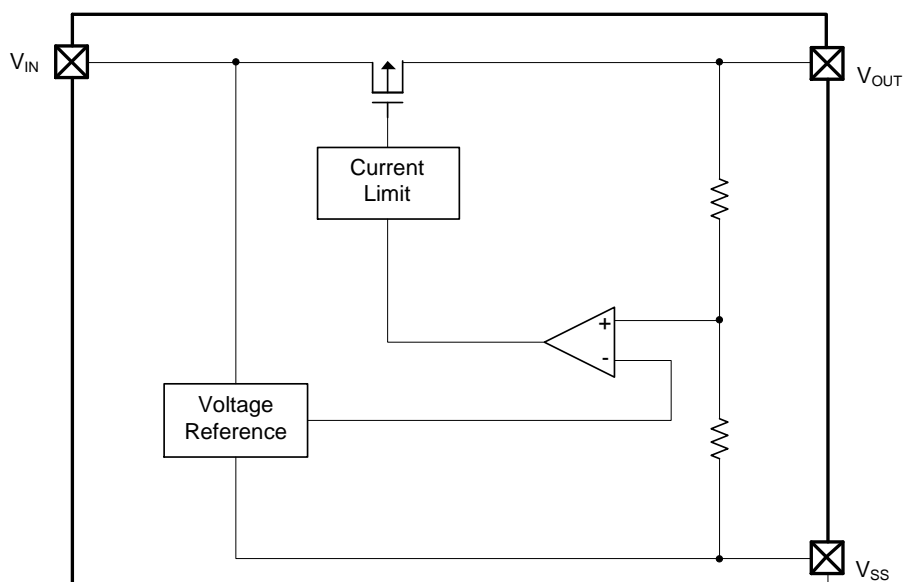 VIN
VOUT
Current
Limit
+
-
Voltage
Reference
VSS